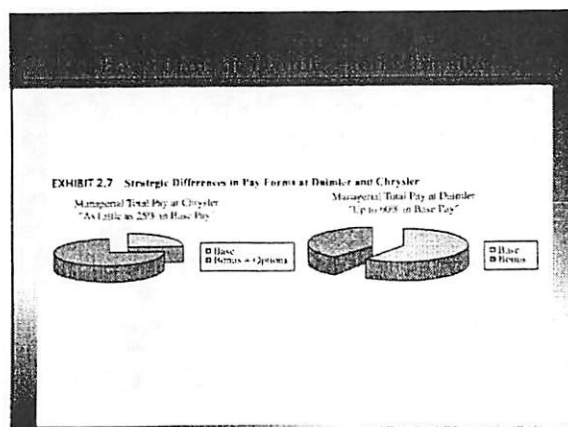 EXHIBIT 2.7 Strategic Differences in Pay Forms at Daimler and Chrysler
Managerial Total Pay at Chrysler
"As Little as 25% in Base Pay"
Base
Bonus + Options
Managerial Total Pay at Daimler
"Up to 60% in Base Pay"
Base
Bonus